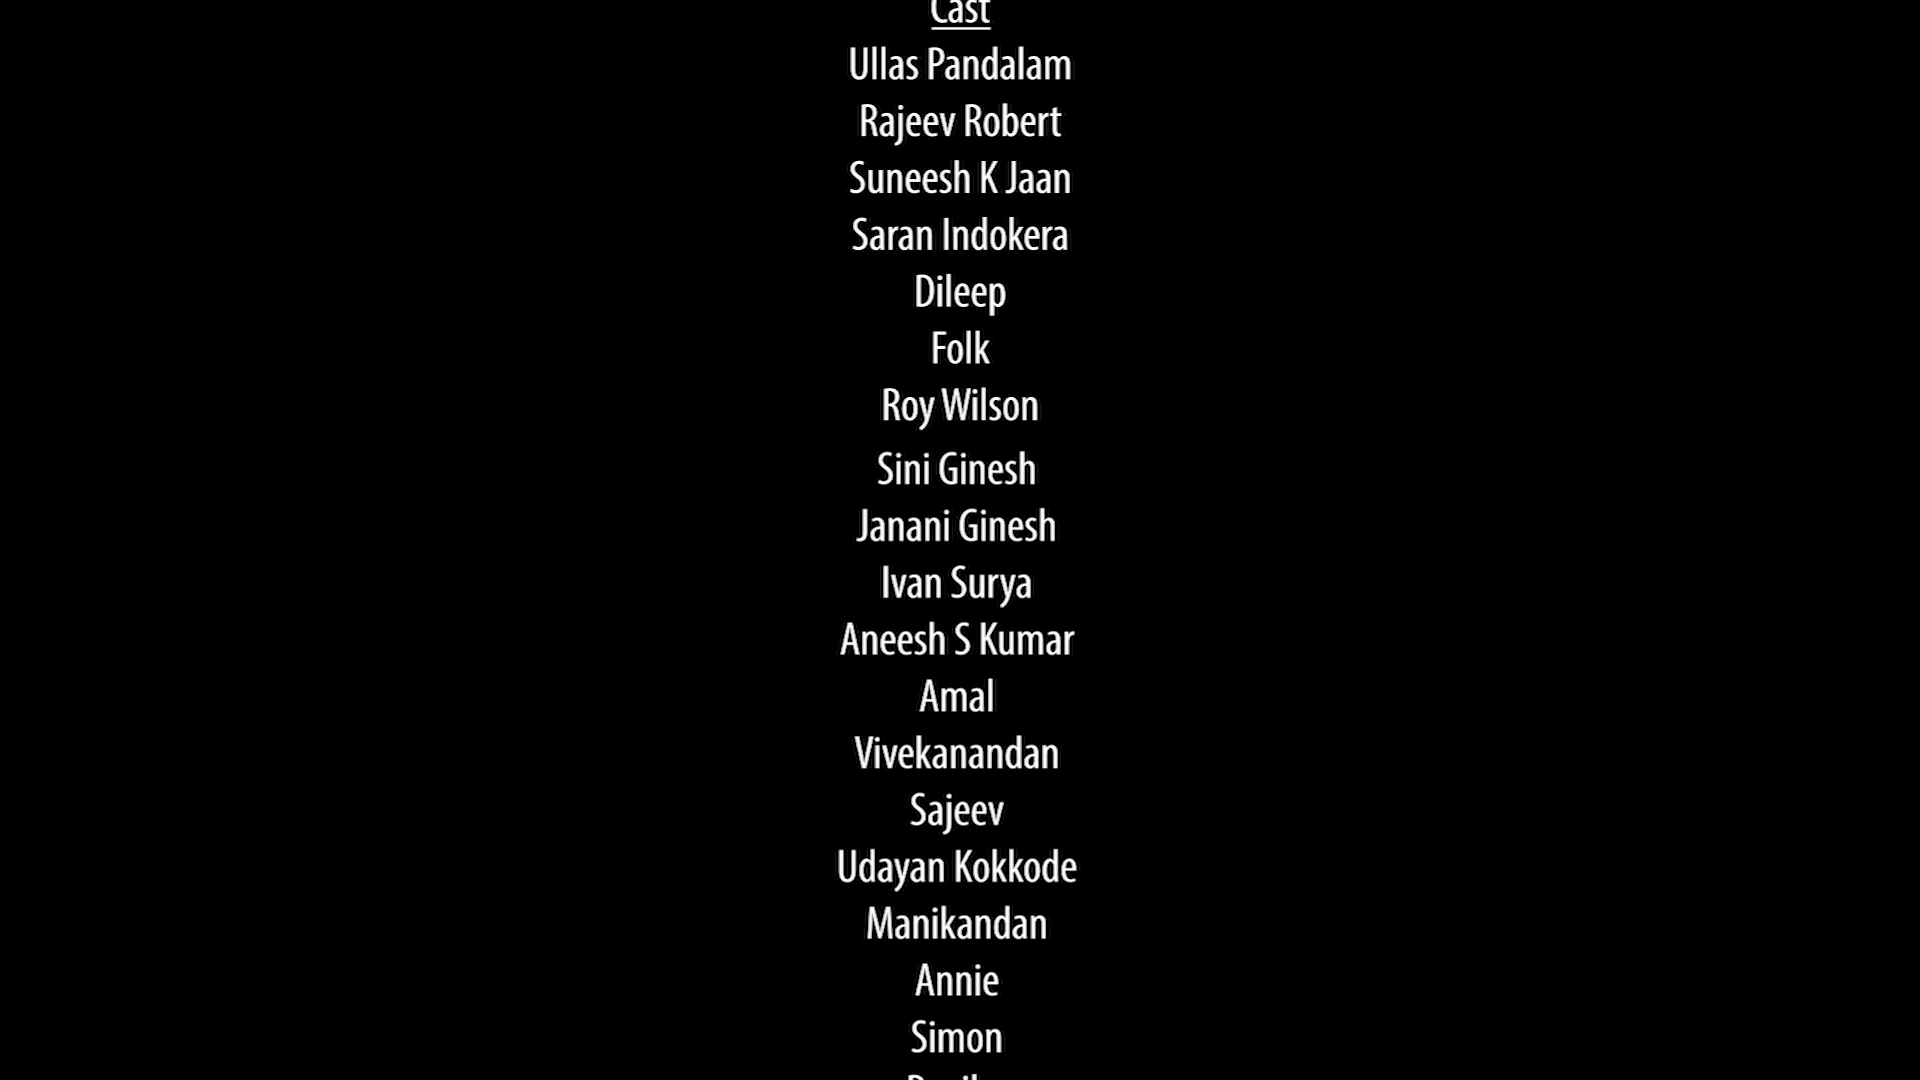 Cast
Ullas Pandalam
Rajeev Robert
Suneesh K Jaan
Saran Indokera
Dileep
Folk
Roy Wilson
Sini Ginesh
Janani Ginesh
Ivan Surya
Aneesh S Kumar
Amal
Vivekanandan
Sajeev
Udayan Kokkode
Manikandan
Annie
Simon